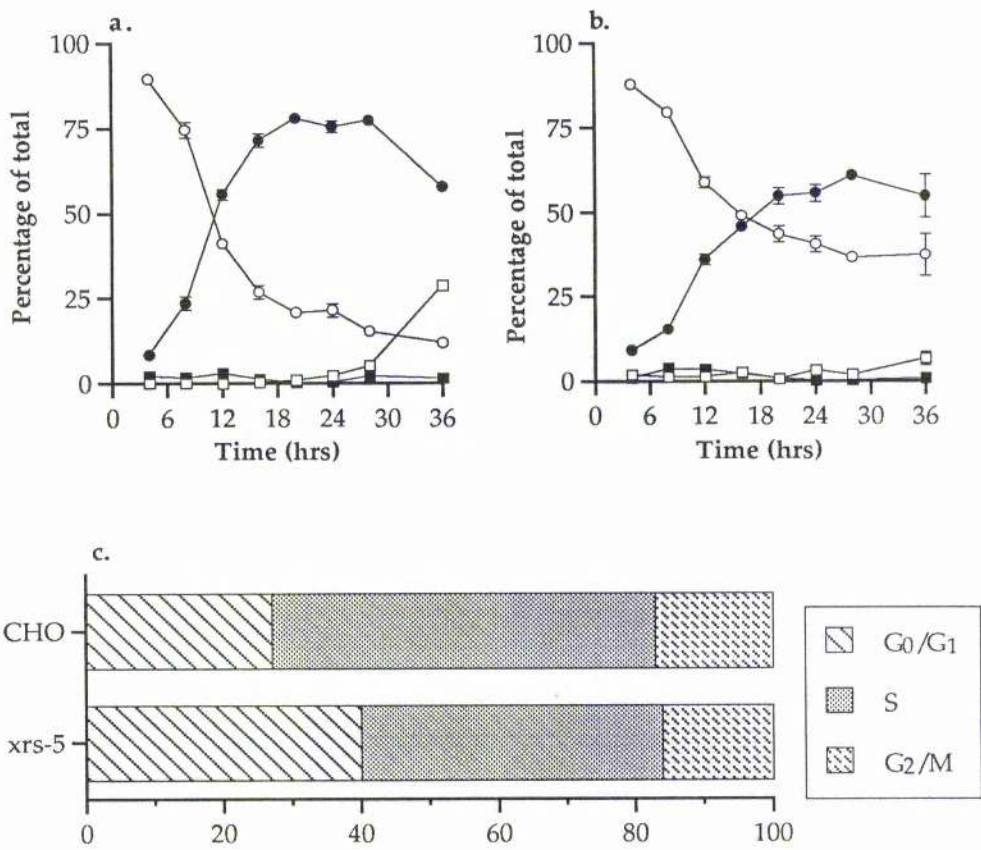 a.
Percentage of total
100
75
50
25
0
0 6 12 18 24 30 36
Time (hrs)
b.
Percentage of total
100
75
50
25
0
0 6 12 18 24 30 36
Time (hrs)
c.
CHO
xrs-5
0 20 40 60 80 100
G0/G1
S
G2/M